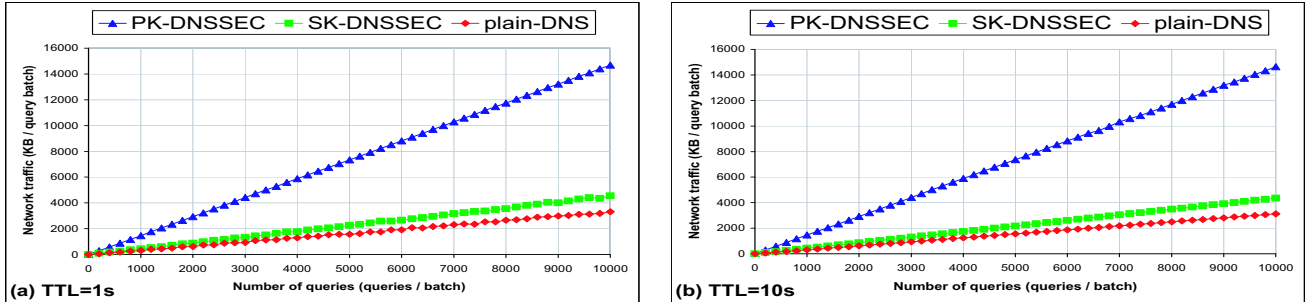 PK-DNSSEC SK-DNSSEC plain-DNS
Network traffic (KB / query batch)
16000
14000
12000
10000
8000
6000
4000
2000
0
0 1000 2000 3000 4000 5000 6000 7000 8000 9000 10000
Number of queries (queries / batch)
(a) TTL=1s
PK-DNSSEC SK-DNSSEC plain-DNS
Network traffic (KB / query batch)
16000
14000
12000
10000
8000
6000
4000
2000
0
0 1000 2000 3000 4000 5000 6000 7000 8000 9000 10000
Number of queries (queries / batch)
(b) TTL=10s